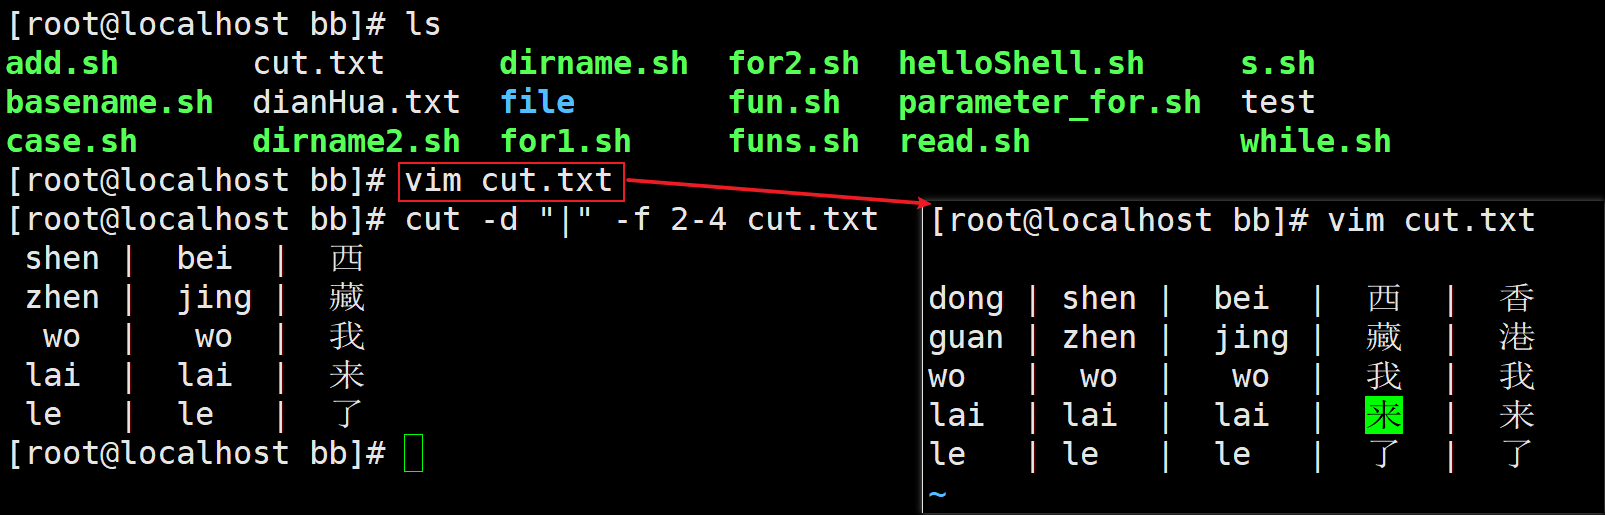 [root@localhost bb]# ls
add.sh cut.txt dirname.sh for2.sh helloShell.sh s.sh
basename.sh dianHua.txt file fun.sh parameter_for.sh test
case.sh dirname2.sh for1.sh funs.sh read.sh while.sh
[root@localhost bb]# vim cut.txt
[root@localhost bb]# cut -d "|" -f 2-4 cut.txt
shen | bei | 西
zhen | jing | 藏
wo | wo | 我
lai | lai | 来
le | le | 了
[root@localhost bb]#
[root@localhost bb]# vim cut.txt
dong | shen | bei | 西 | 香
guan | zhen | jing | 藏 | 港
wo | wo | wo | 我 | 我
lai | lai | lai | 来 | 来
le | le | le | 了 | 了
~